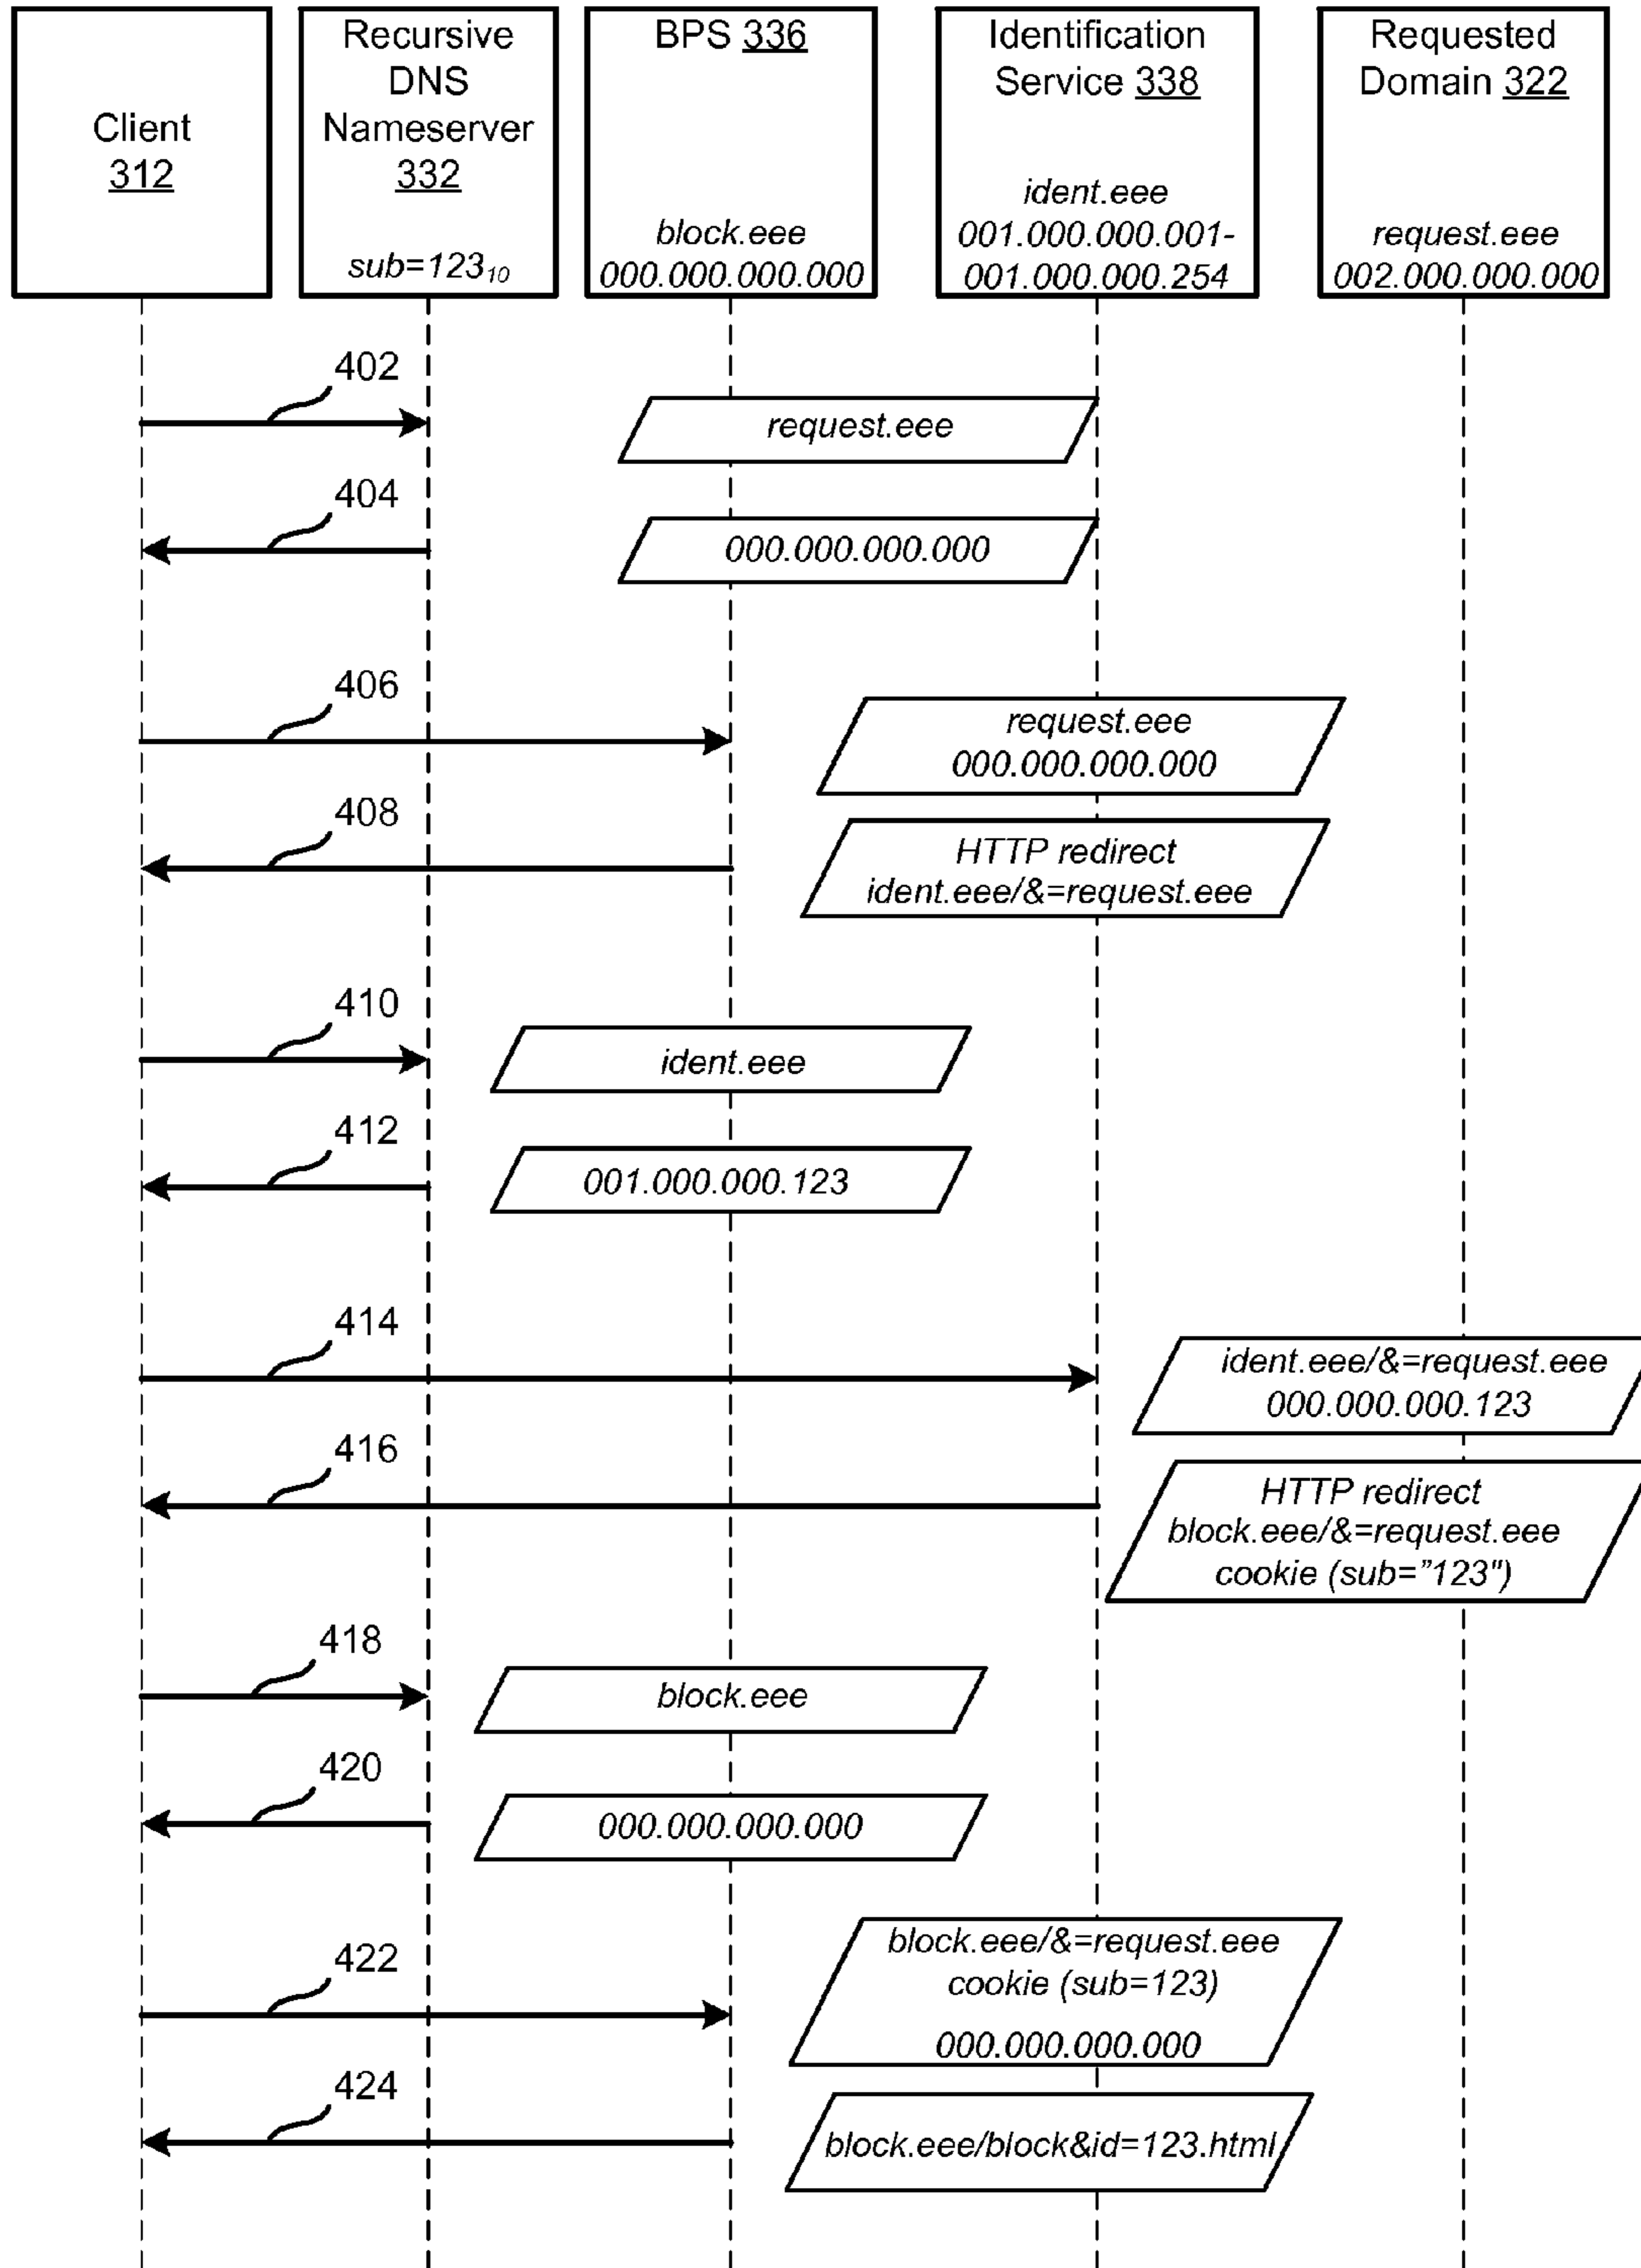 Client
312
Recursive
DNS
Nameserver
332
sub=123₁₀
BPS 336
block.eee
000.000.000.000
Identification
Service 338
ident.eee
001.000.000.001-
001.000.000.254
Requested
Domain 322
request.eee
002.000.000.000
402
request.eee
404
000.000.000.000
406
request.eee
000.000.000.000
408
HTTP redirect
ident.eee/&=request.eee
410
ident.eee
412
001.000.000.123
414
ident.eee/&=request.eee
000.000.000.123
416
HTTP redirect
block.eee/&=request.eee
cookie (sub=”123")
418
block.eee
420
000.000.000.000
422
block.eee/&=request.eee
cookie (sub=123)
000.000.000.000
424
block.eee/block&id=123.html